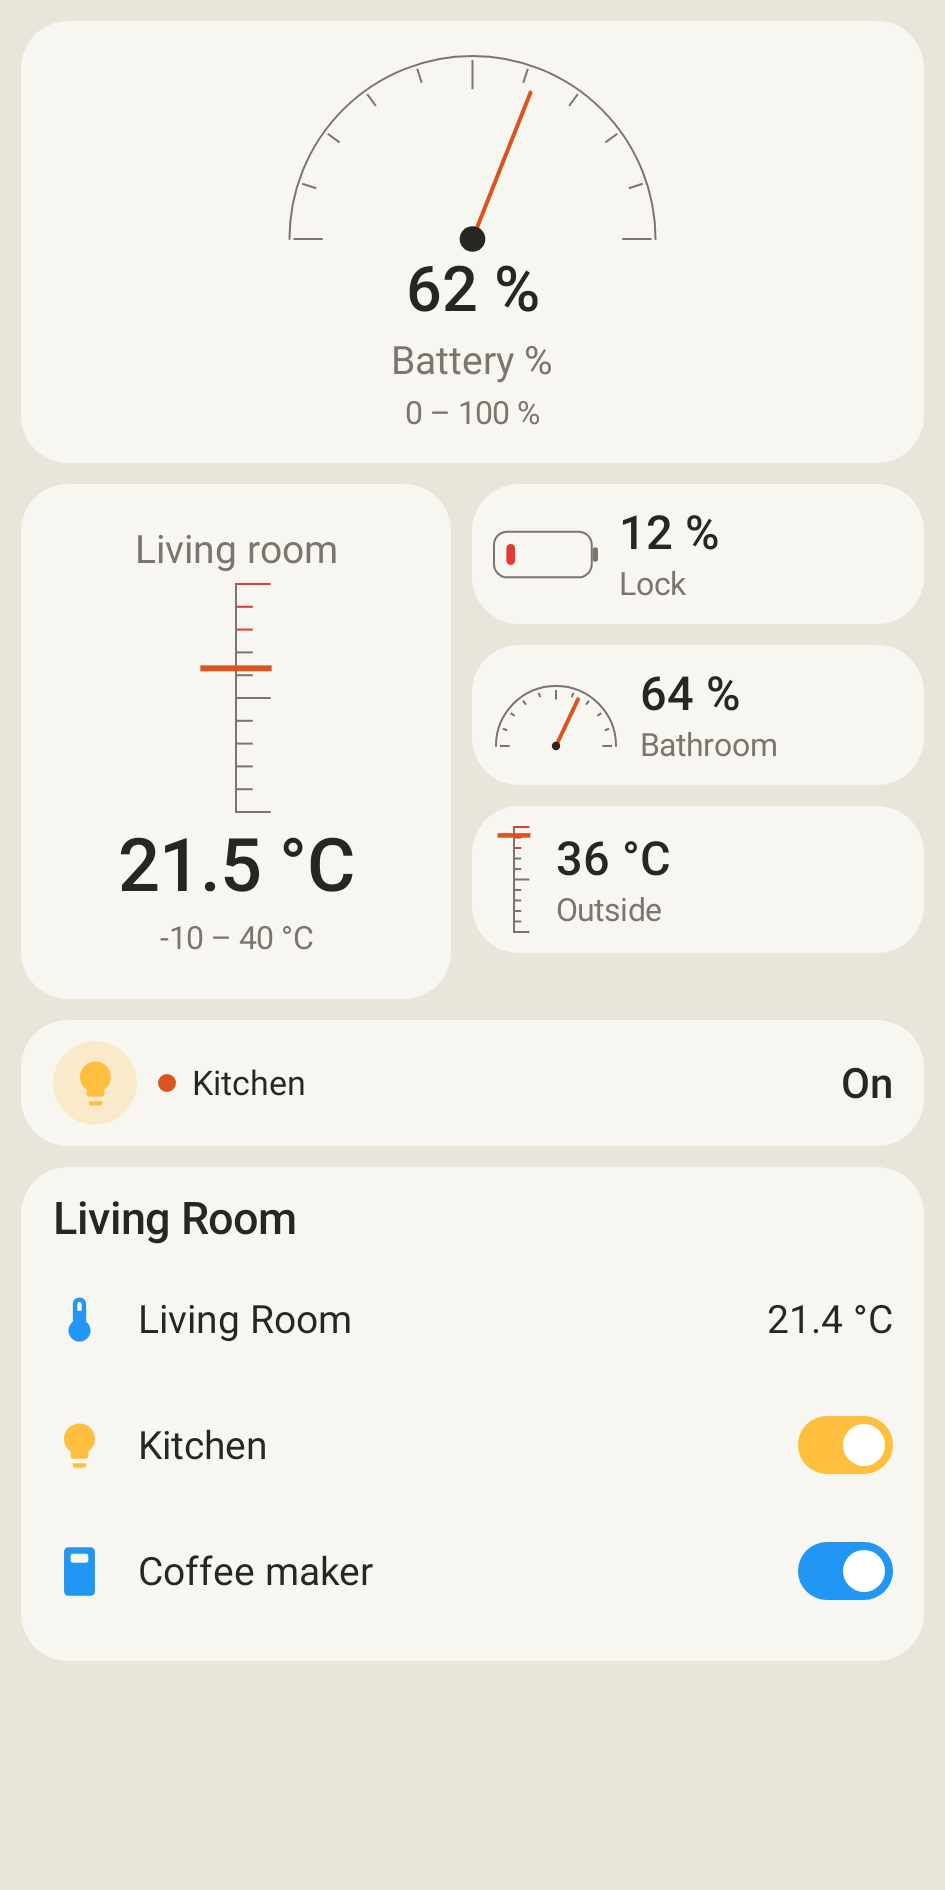 62 %
Battery %
0 – 100 %
Living room
21.5 °C
-10 – 40 °C
12 %
Lock
64 %
Bathroom
36 °C
Outside
Kitchen
On
Living Room
Living Room
21.4 °C
Kitchen
Coffee maker